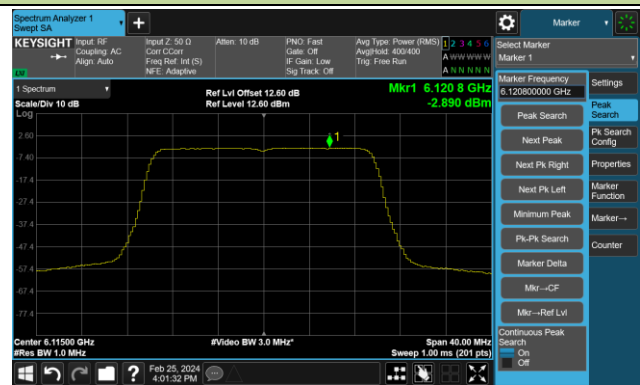 Spectrum Analyzer 1
Swept SA
Marker
KEYSIGHT
Input: RF
Coupling: AC
Align: Auto
Input Z: 50 Ω
Corr CCorr
Freq Ref: Int (S)
NFE: Adaptive
Atten: 10 dB
PNO: Fast
Gate: Off
IF Gain: Low
Sig Track: Off
Avg Type: Power (RMS)
Avg|Hold: 400/400
Trig: Free Run
1 2 3 4 5 6
A W W W W W
A N N N N N
Select Marker
Marker 1
1 Spectrum
Scale/Div 10 dB
Log
Ref Lvl Offset 12.60 dB
Ref Level 12.60 dBm
Mkr1 6.120 8 GHz
-2.890 dBm
1
2.60
-7.40
-17.4
-27.4
-37.4
-47.4
-57.4
-67.4
-77.4
Center 6.11500 GHz
#Res BW 1.0 MHz
#Video BW 3.0 MHz*
Span 40.00 MHz
Sweep 1.00 ms (201 pts)
Marker Frequency
6.120800000 GHz
Peak Search
Next Peak
Next Pk Right
Next Pk Left
Minimum Peak
Pk-Pk Search
Marker Delta
Mkr→CF
Mkr→Ref Lvl
Continuous Peak
Search
On
Off
Settings
Peak
Search
Pk Search
Config
Properties
Marker
Function
Marker→
Counter
?
Feb 25, 2024
4:01:32 PM